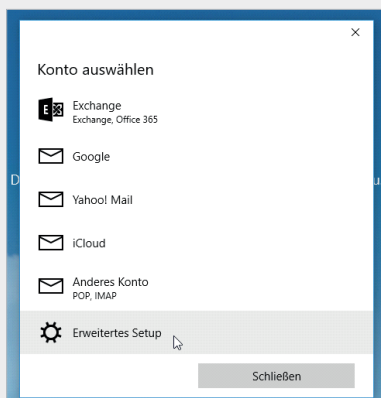 Konto auswählen
Exchange
Exchange, Office 365
Google
Yahoo! Mail
iCloud
Anderes Konto
POP, IMAP
Erweitertes Setup
Schließen